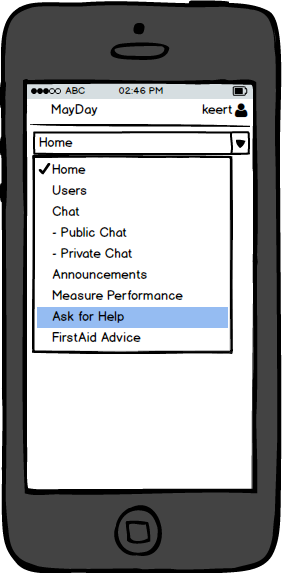 ABC 02:46 PM
MayDay keert
Home
Home
Users
Chat
- Public Chat
- Private Chat
Announcements
Measure Performance
Ask for Help
FirstAid Advice